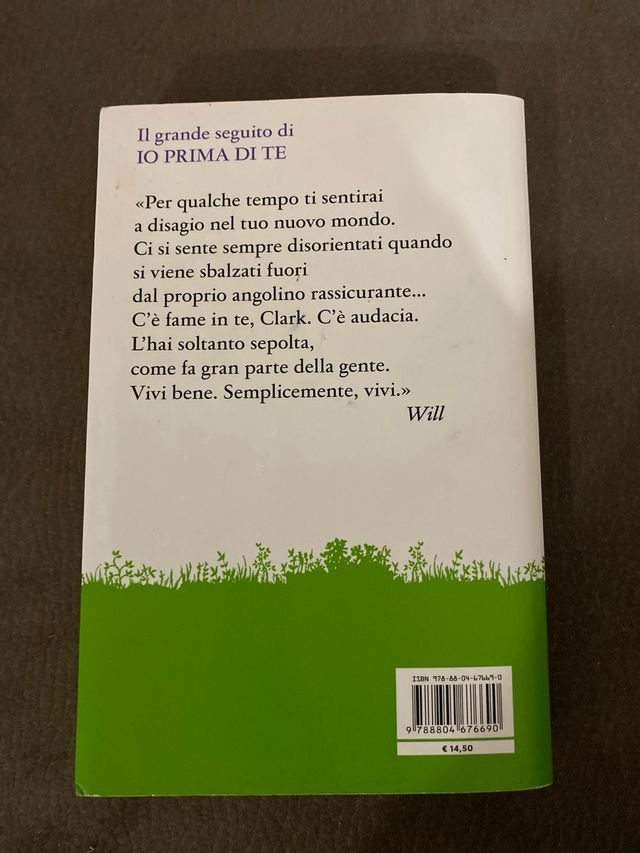 Il grande seguito di
IO PRIMA DI TE
«Per qualche tempo ti sentirai
a disagio nel tuo nuovo mondo.
Ci si sente sempre disorientati quando
si viene sbalzati fuori
dal proprio angolino rassicurante...
C'è fame in te, Clark. C'è audacia.
L'hai soltanto sepolta,
come fa gran parte della gente.
Vivi bene. Semplicemente, vivi.»
Will
ISBN 978-88-04-67669-0
9 788804 676690
€ 14,50